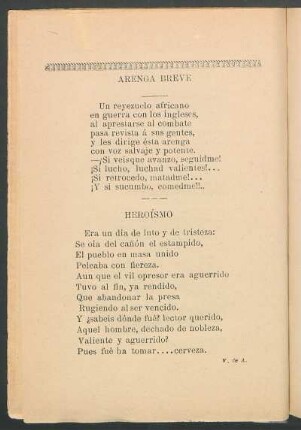 ARENGA BREVE
Un reyezuelo africano
en guerra con los ingleses,
al aprestarse al combate
pasa revista á sus gentes,
y les dirige ésta arenga
con voz salvaje y potente.
—¡Si veisque avanzo, seguidme!
¡Si lucho, luchad valientes!...
¡Si retrocedo, matadme!...
¡Y si sucumbo, comedme!!..
HEROÍSMO
Era un dia de luto y de tristeza:
Se oía del cañón el estampido,
El pueblo en masa unido
Peleaba con fiereza.
Aun que el vil opresor era aguerrido
Tuvo al fin, ya rendido,
Que abandonar la presa
Rugiendo al ser vencido.
Y ¿sabeis dónde fué? lector querido,
Aquel hombre, dechado de nobleza,
Valiente y aguerrido?
Pues fué ha tomar....cerveza.
V. de A.